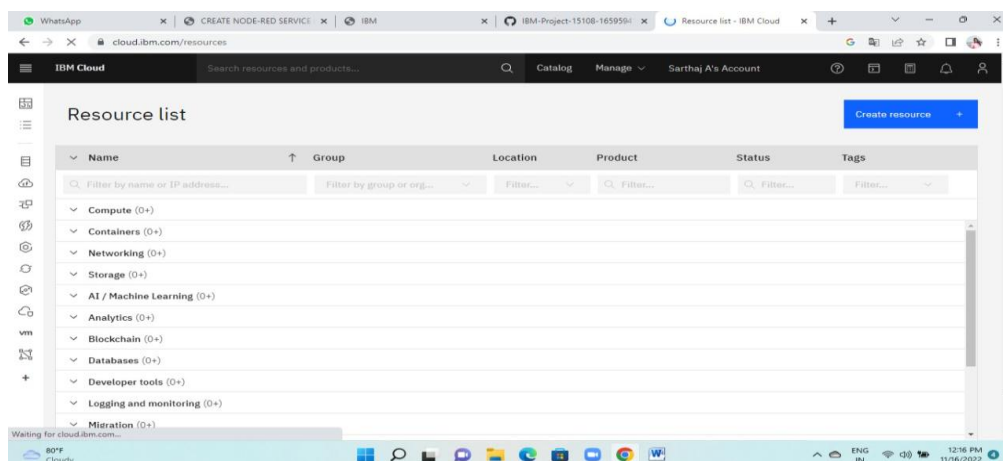 WhatsApp
CREATE NODE-RED SERVICE
IBM
IBM-Project-15108-1659594
Resource list - IBM Cloud
cloud.ibm.com/resources
IBM Cloud
Search resources and products...
Catalog
Manage
Sarthaj A's Account
Resource list
Create resource +
Name Group Location Product Status Tags
Filter by name or IP address... Filter by group or org... Filter... Filter... Filter... Filter...
Compute (0+)
Containers (0+)
Networking (0+)
Storage (0+)
AI / Machine Learning (0+)
Analytics (0+)
Blockchain (0+)
vm
Databases (0+)
Developer tools (0+)
Logging and monitoring (0+)
Migration (0+)
Waiting for cloud.ibm.com...
80°F
Cloudy
ENG
IN
12:16 PM
11/16/2022